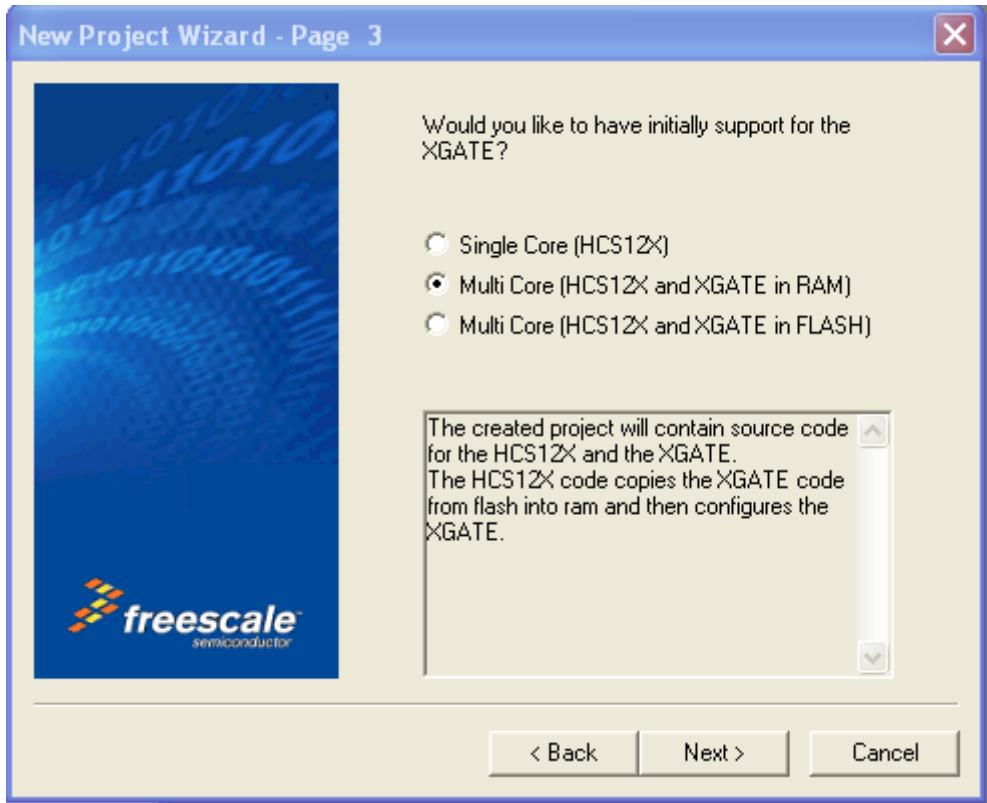 New Project Wizard - Page 3
Would you like to have initially support for the
XGATE?
Single Core (HCS12X)
Multi Core (HCS12X and XGATE in RAM)
Multi Core (HCS12X and XGATE in FLASH)
The created project will contain source code
for the HCS12X and the XGATE.
The HCS12X code copies the XGATE code
from flash into ram and then configures the
XGATE.
freescale™
semiconductor
< Back
Next >
Cancel